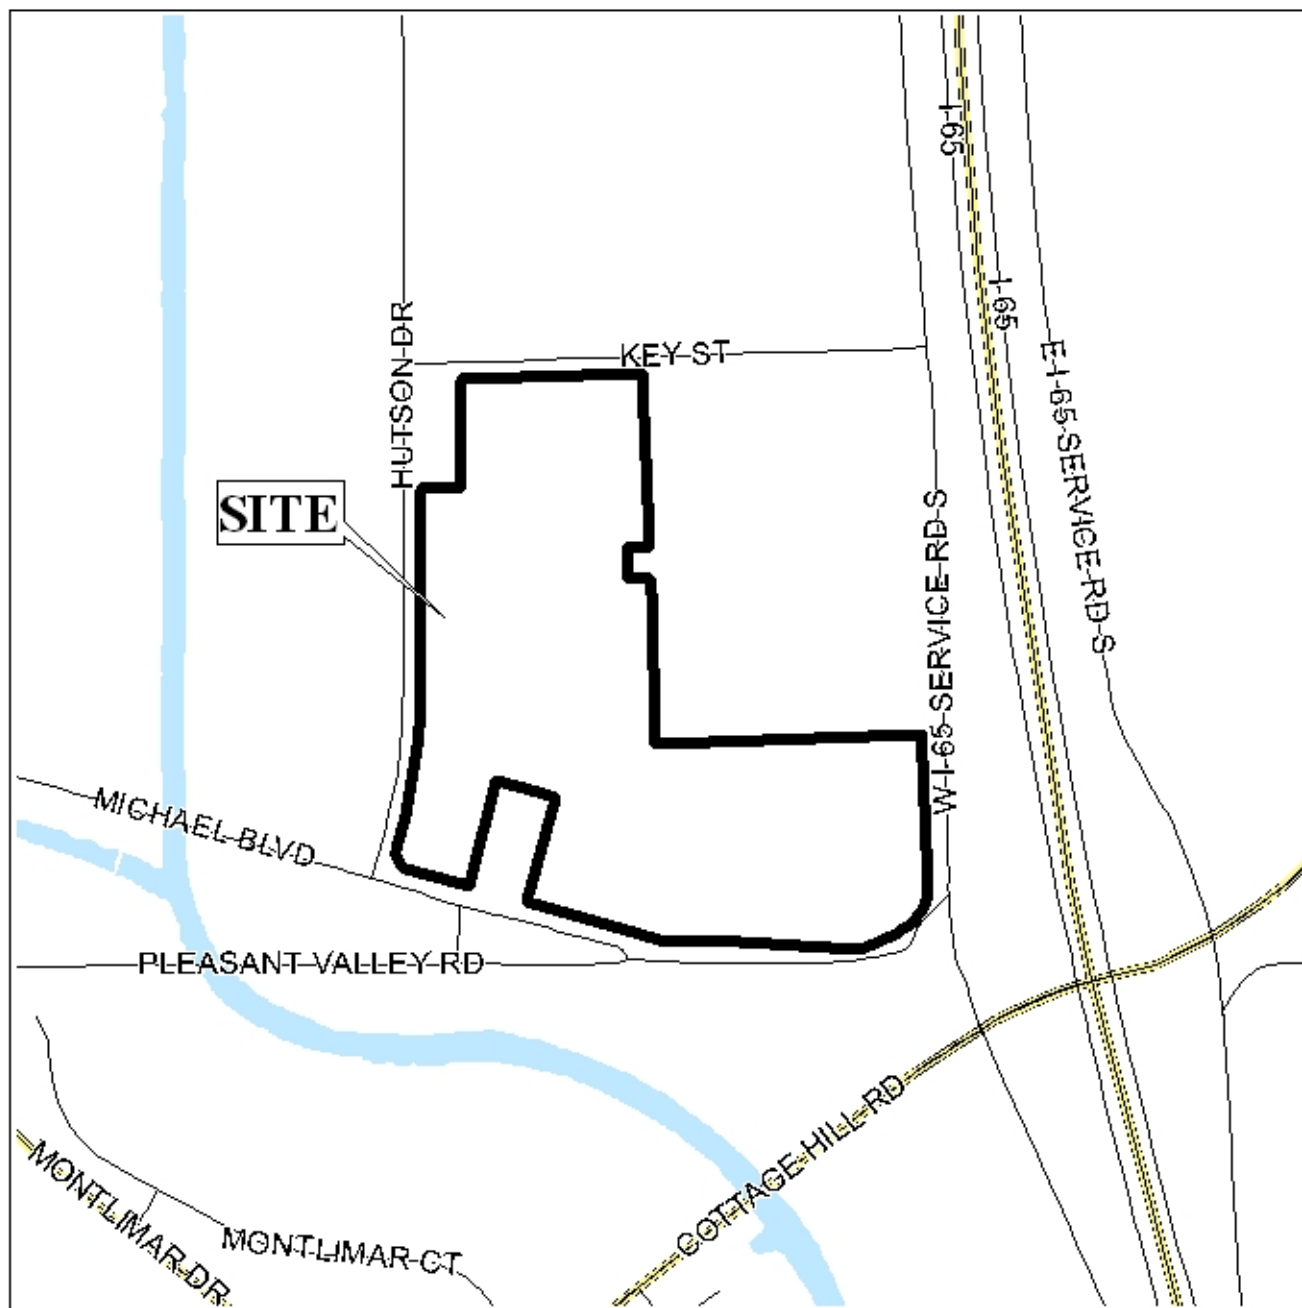 I-65
I-65
HUTSON DR
KEY ST
E I-65 SERVICE RD S
SITE
W I-65 SERVICE RD S
MICHAEL BLVD
PLEASANT VALLEY RD
COTTAGE HILL RD
MONTLIMAR DR
MONTLIMAR CT